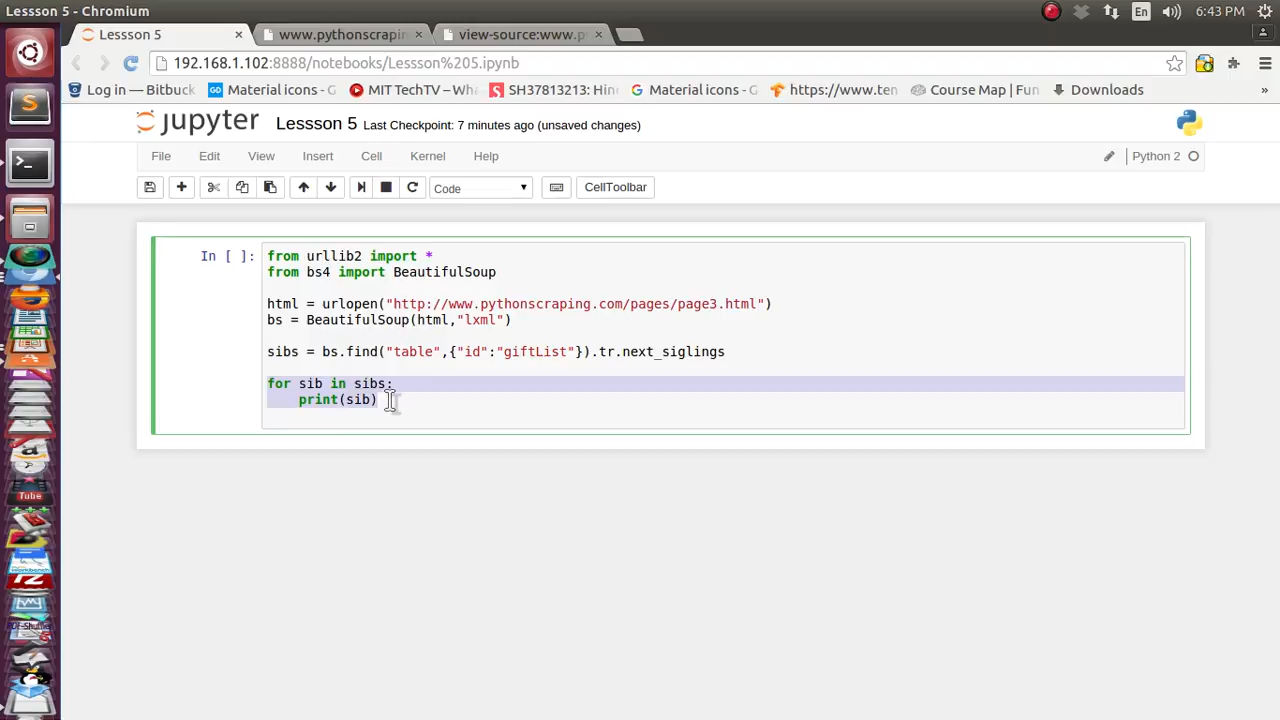 Lessson 5 - Chromium
En
6:43 PM
Lessson 5
www.pythonscrapin
view-source:www.p
192.168.1.102:8888/notebooks/Lessson%205.ipynb
Log in — Bitbuck
Material icons - G
MIT TechTV – Wha
SH37813213: Hin
Material icons - G
https://www.ten
Course Map | Fun
Downloads
»
jupyter Lessson 5 Last Checkpoint: 7 minutes ago (unsaved changes)
File Edit View Insert Cell Kernel Help
Python 2
Code
CellToolbar
In [ ]:
from urllib2 import *
from bs4 import BeautifulSoup
html = urlopen("http://www.pythonscraping.com/pages/page3.html")
bs = BeautifulSoup(html,"lxml")
sibs = bs.find("table",{"id":"giftList"}).tr.next_siglings
for sib in sibs:
    print(sib)
Tube